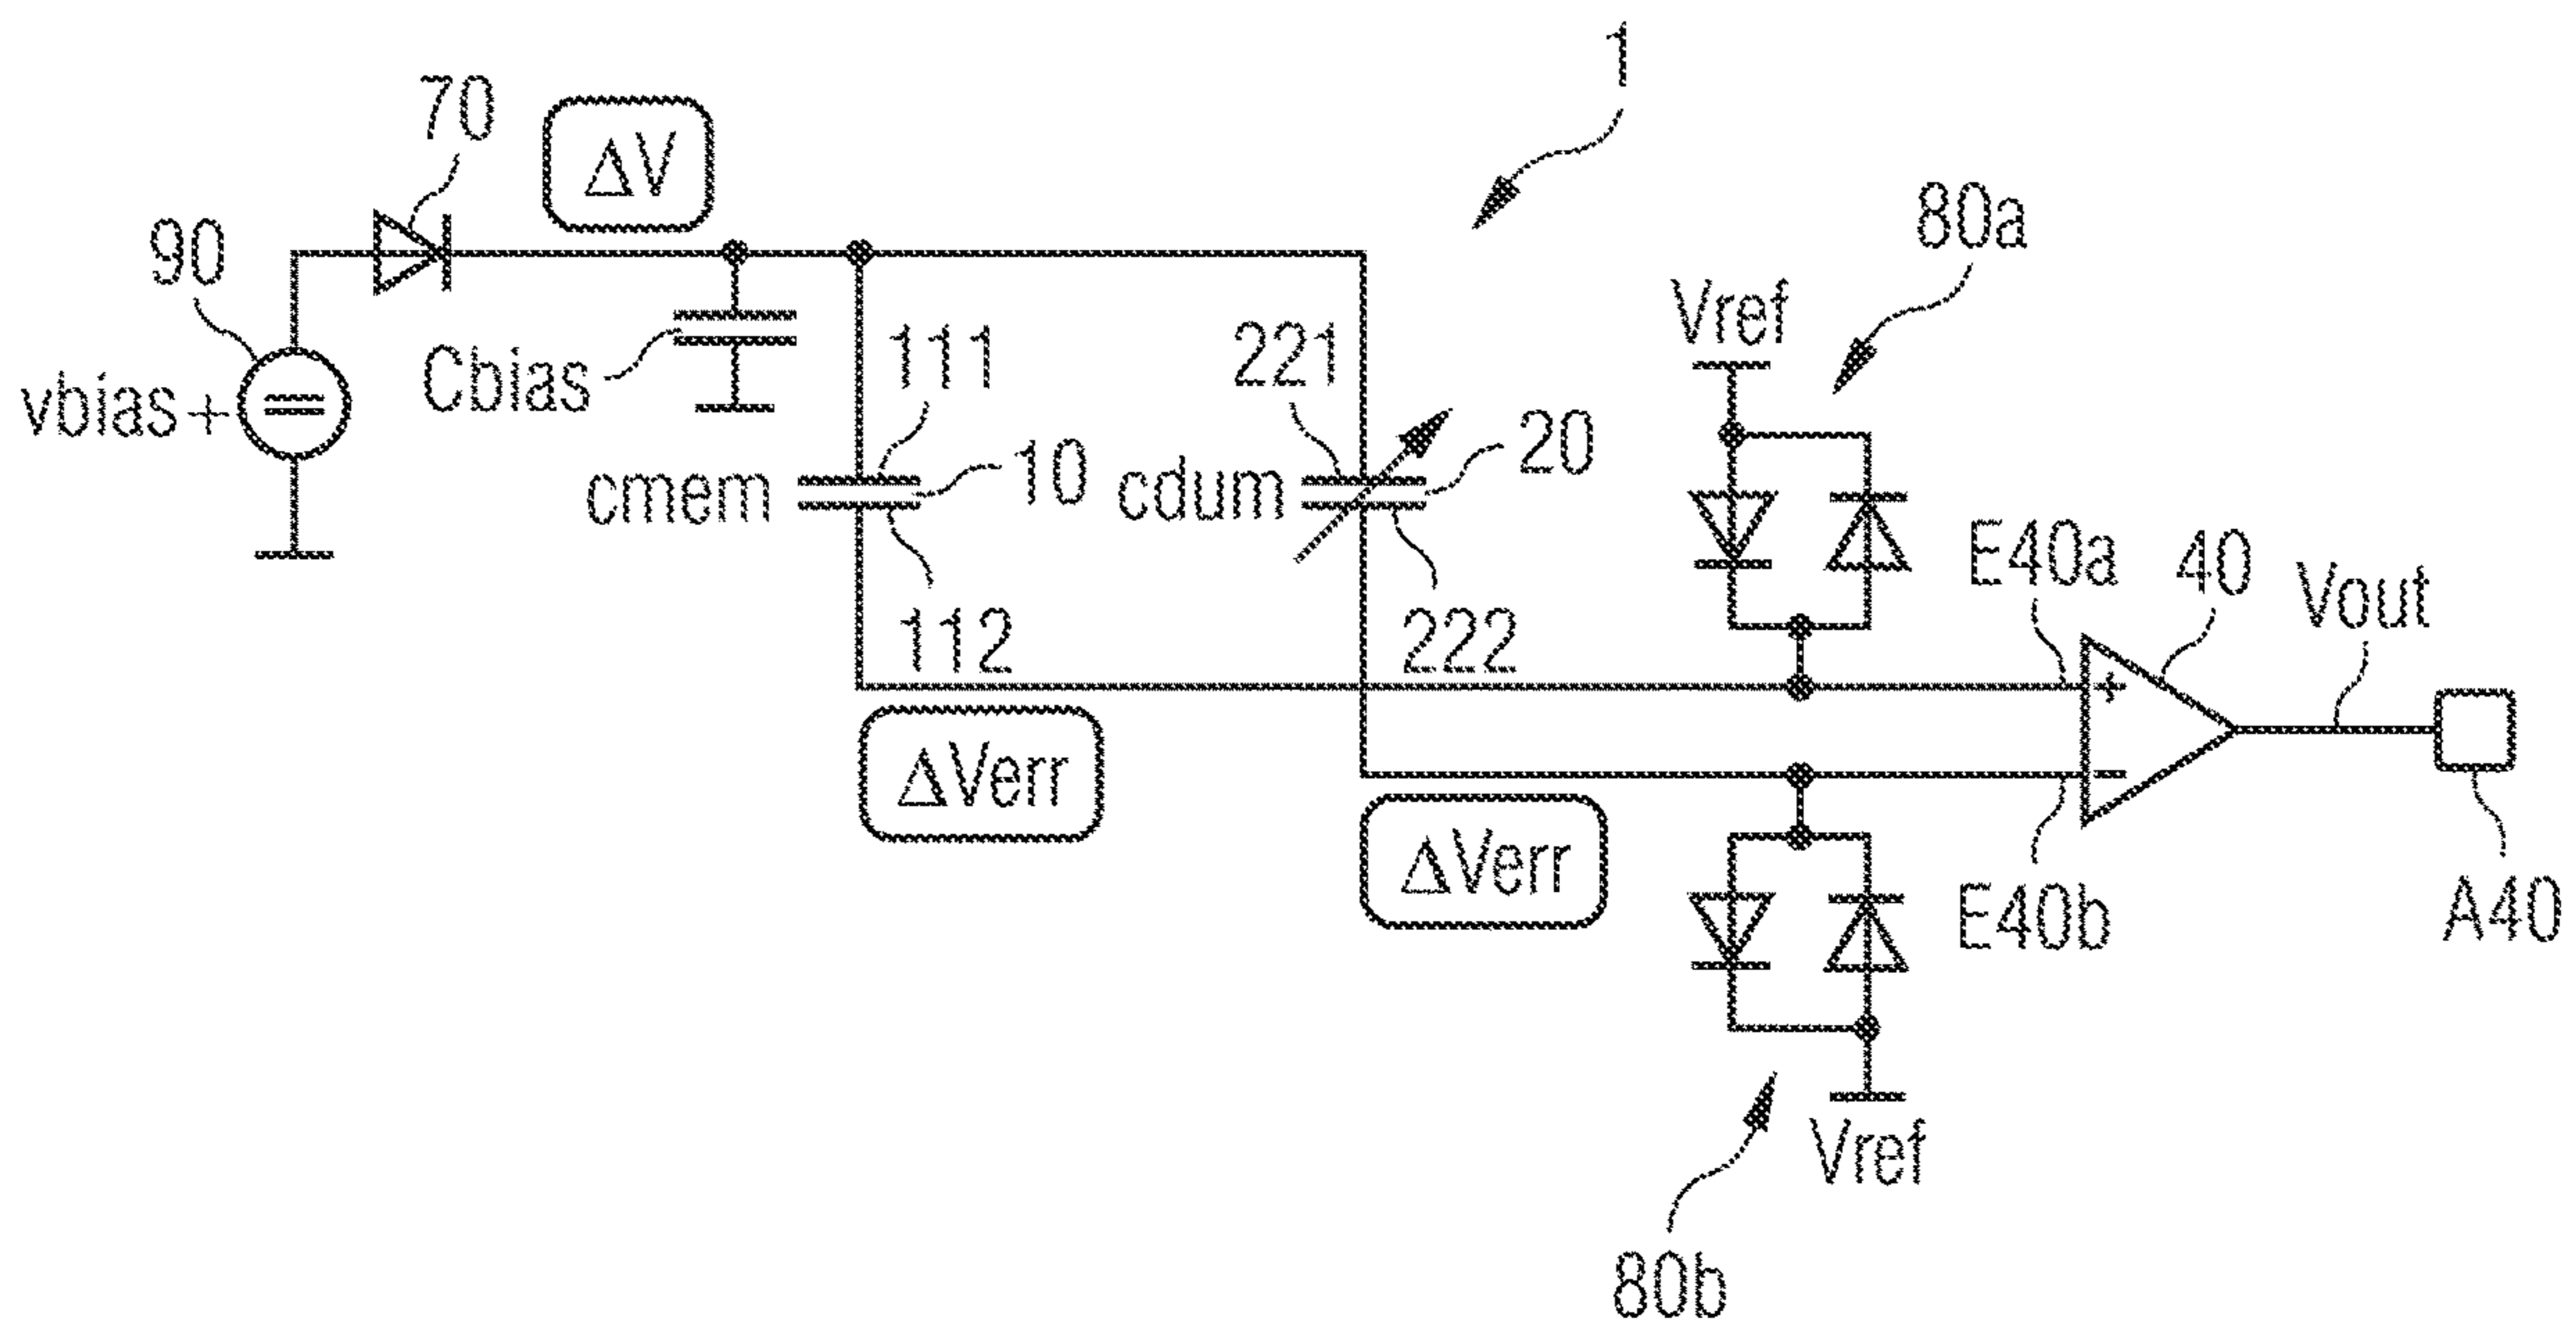 1
70
ΔV
80a
90
Vref
Cbias
111
221
vbias+
cmem
10
cdum
20
E40a
40
Vout
112
222
+
ΔVerr
−
ΔVerr
E40b
A40
Vref
80b